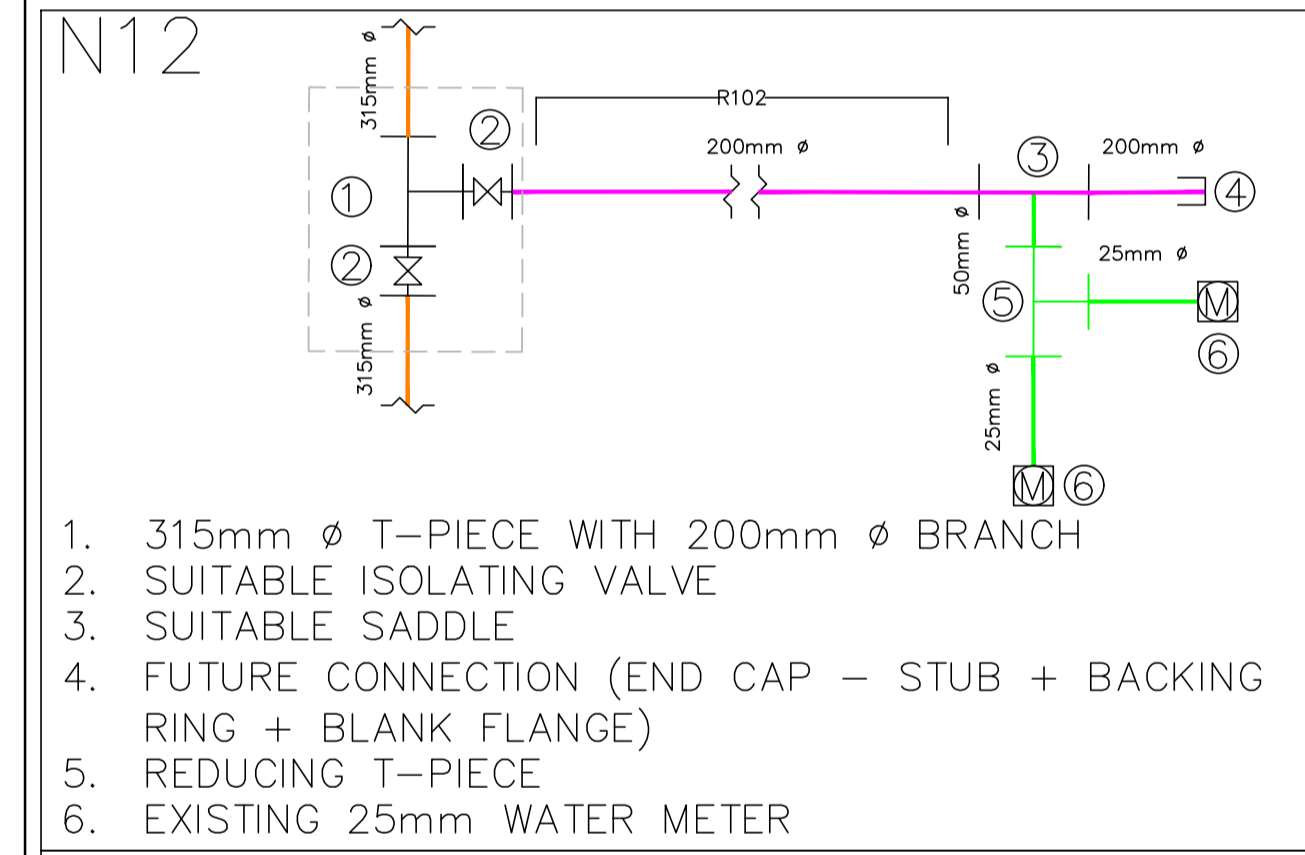 N12
315mm ø
②
R102
200mm ø
③
200mm ø
①
④
②
50mm ø
25mm ø
⑤
M
315mm ø
⑥
25mm ø
M
⑥
1. 315mm ø T-PIECE WITH 200mm ø BRANCH
2. SUITABLE ISOLATING VALVE
3. SUITABLE SADDLE
4. FUTURE CONNECTION (END CAP - STUB + BACKING
RING + BLANK FLANGE)
5. REDUCING T-PIECE
6. EXISTING 25mm WATER METER